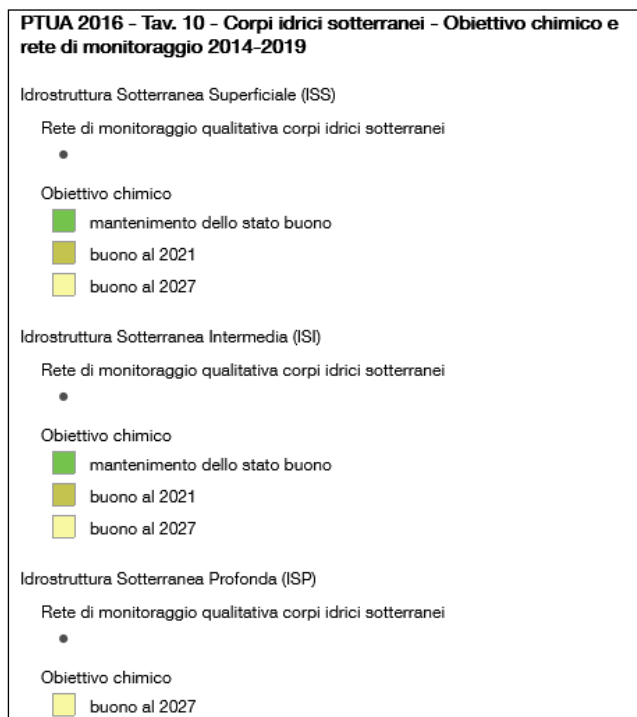 PTUA 2016 - Tav. 10 - Corpi idrici sotterranei - Obiettivo chimico e
rete di monitoraggio 2014-2019
Idrostruttura Sotterranea Superficiale (ISS)
Rete di monitoraggio qualitativa corpi idrici sotterranei
Obiettivo chimico
mantenimento dello stato buono
buono al 2021
buono al 2027
Idrostruttura Sotterranea Intermedia (ISI)
Rete di monitoraggio qualitativa corpi idrici sotterranei
Obiettivo chimico
mantenimento dello stato buono
buono al 2021
buono al 2027
Idrostruttura Sotterranea Profonda (ISP)
Rete di monitoraggio qualitativa corpi idrici sotterranei
Obiettivo chimico
buono al 2027